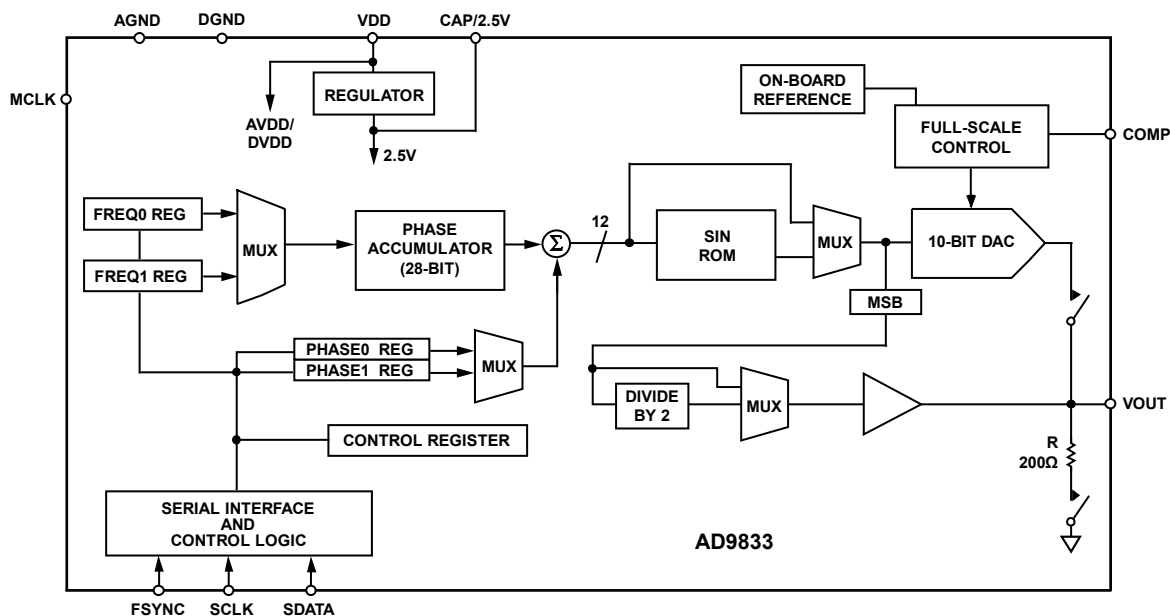 AGND
DGND
VDD
CAP/2.5V
MCLK
REGULATOR
AVDD/
DVDD
2.5V
ON-BOARD
REFERENCE
FULL-SCALE
CONTROL
COMP
FREQ0 REG
FREQ1 REG
MUX
PHASE
ACCUMULATOR
(28-BIT)
Σ
12
SIN
ROM
MUX
10-BIT DAC
MSB
PHASE0 REG
PHASE1 REG
MUX
DIVIDE
BY 2
MUX
VOUT
R
200Ω
CONTROL REGISTER
SERIAL INTERFACE
AND
CONTROL LOGIC
AD9833
FSYNC
SCLK
SDATA